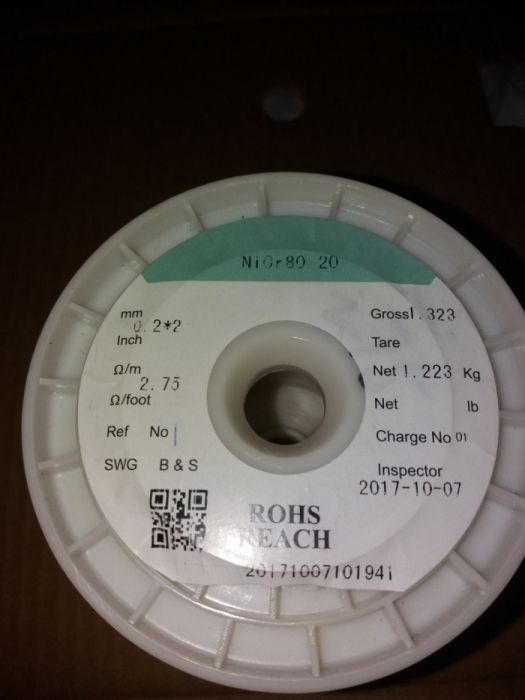 NiCr80 20
mm
0.2*2
Inch
Ω/m
2.75
Ω/foot
Ref No
SWG B & S
Gross1.323
Tare
Net 1.223 Kg
Net lb
Charge No 01
Inspector
2017-10-07
ROHS
REACH
20171007101941